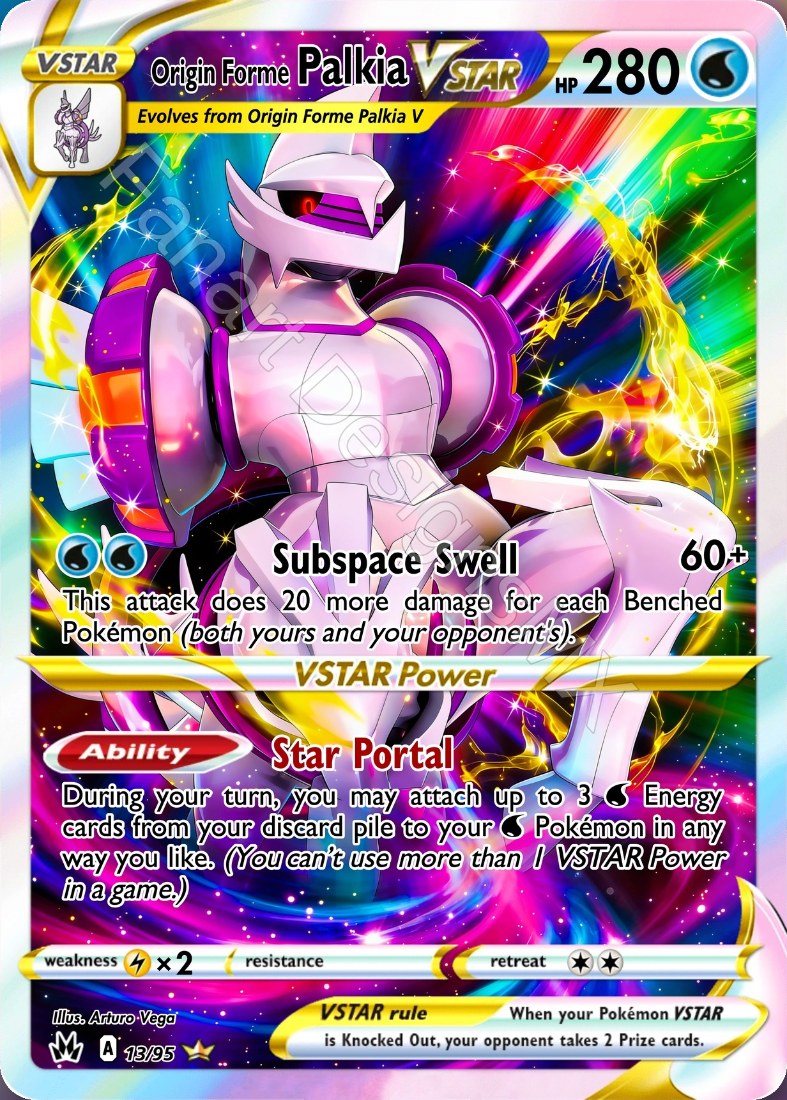 VSTAR
Origin Forme Palkia VSTAR HP 280
Evolves from Origin Forme Palkia V
Fanart DesignsMX
Subspace Swell 60+
This attack does 20 more damage for each Benched
Pokémon (both yours and your opponent's).
VSTAR Power
Ability Star Portal
During your turn, you may attach up to 3 Energy
cards from your discard pile to your Pokémon in any
way you like. (You can't use more than 1 VSTAR Power
in a game.)
weakness ×2 resistance retreat
Illus. Arturo Vega
VSTAR rule When your Pokémon VSTAR
is Knocked Out, your opponent takes 2 Prize cards.
A 13/95